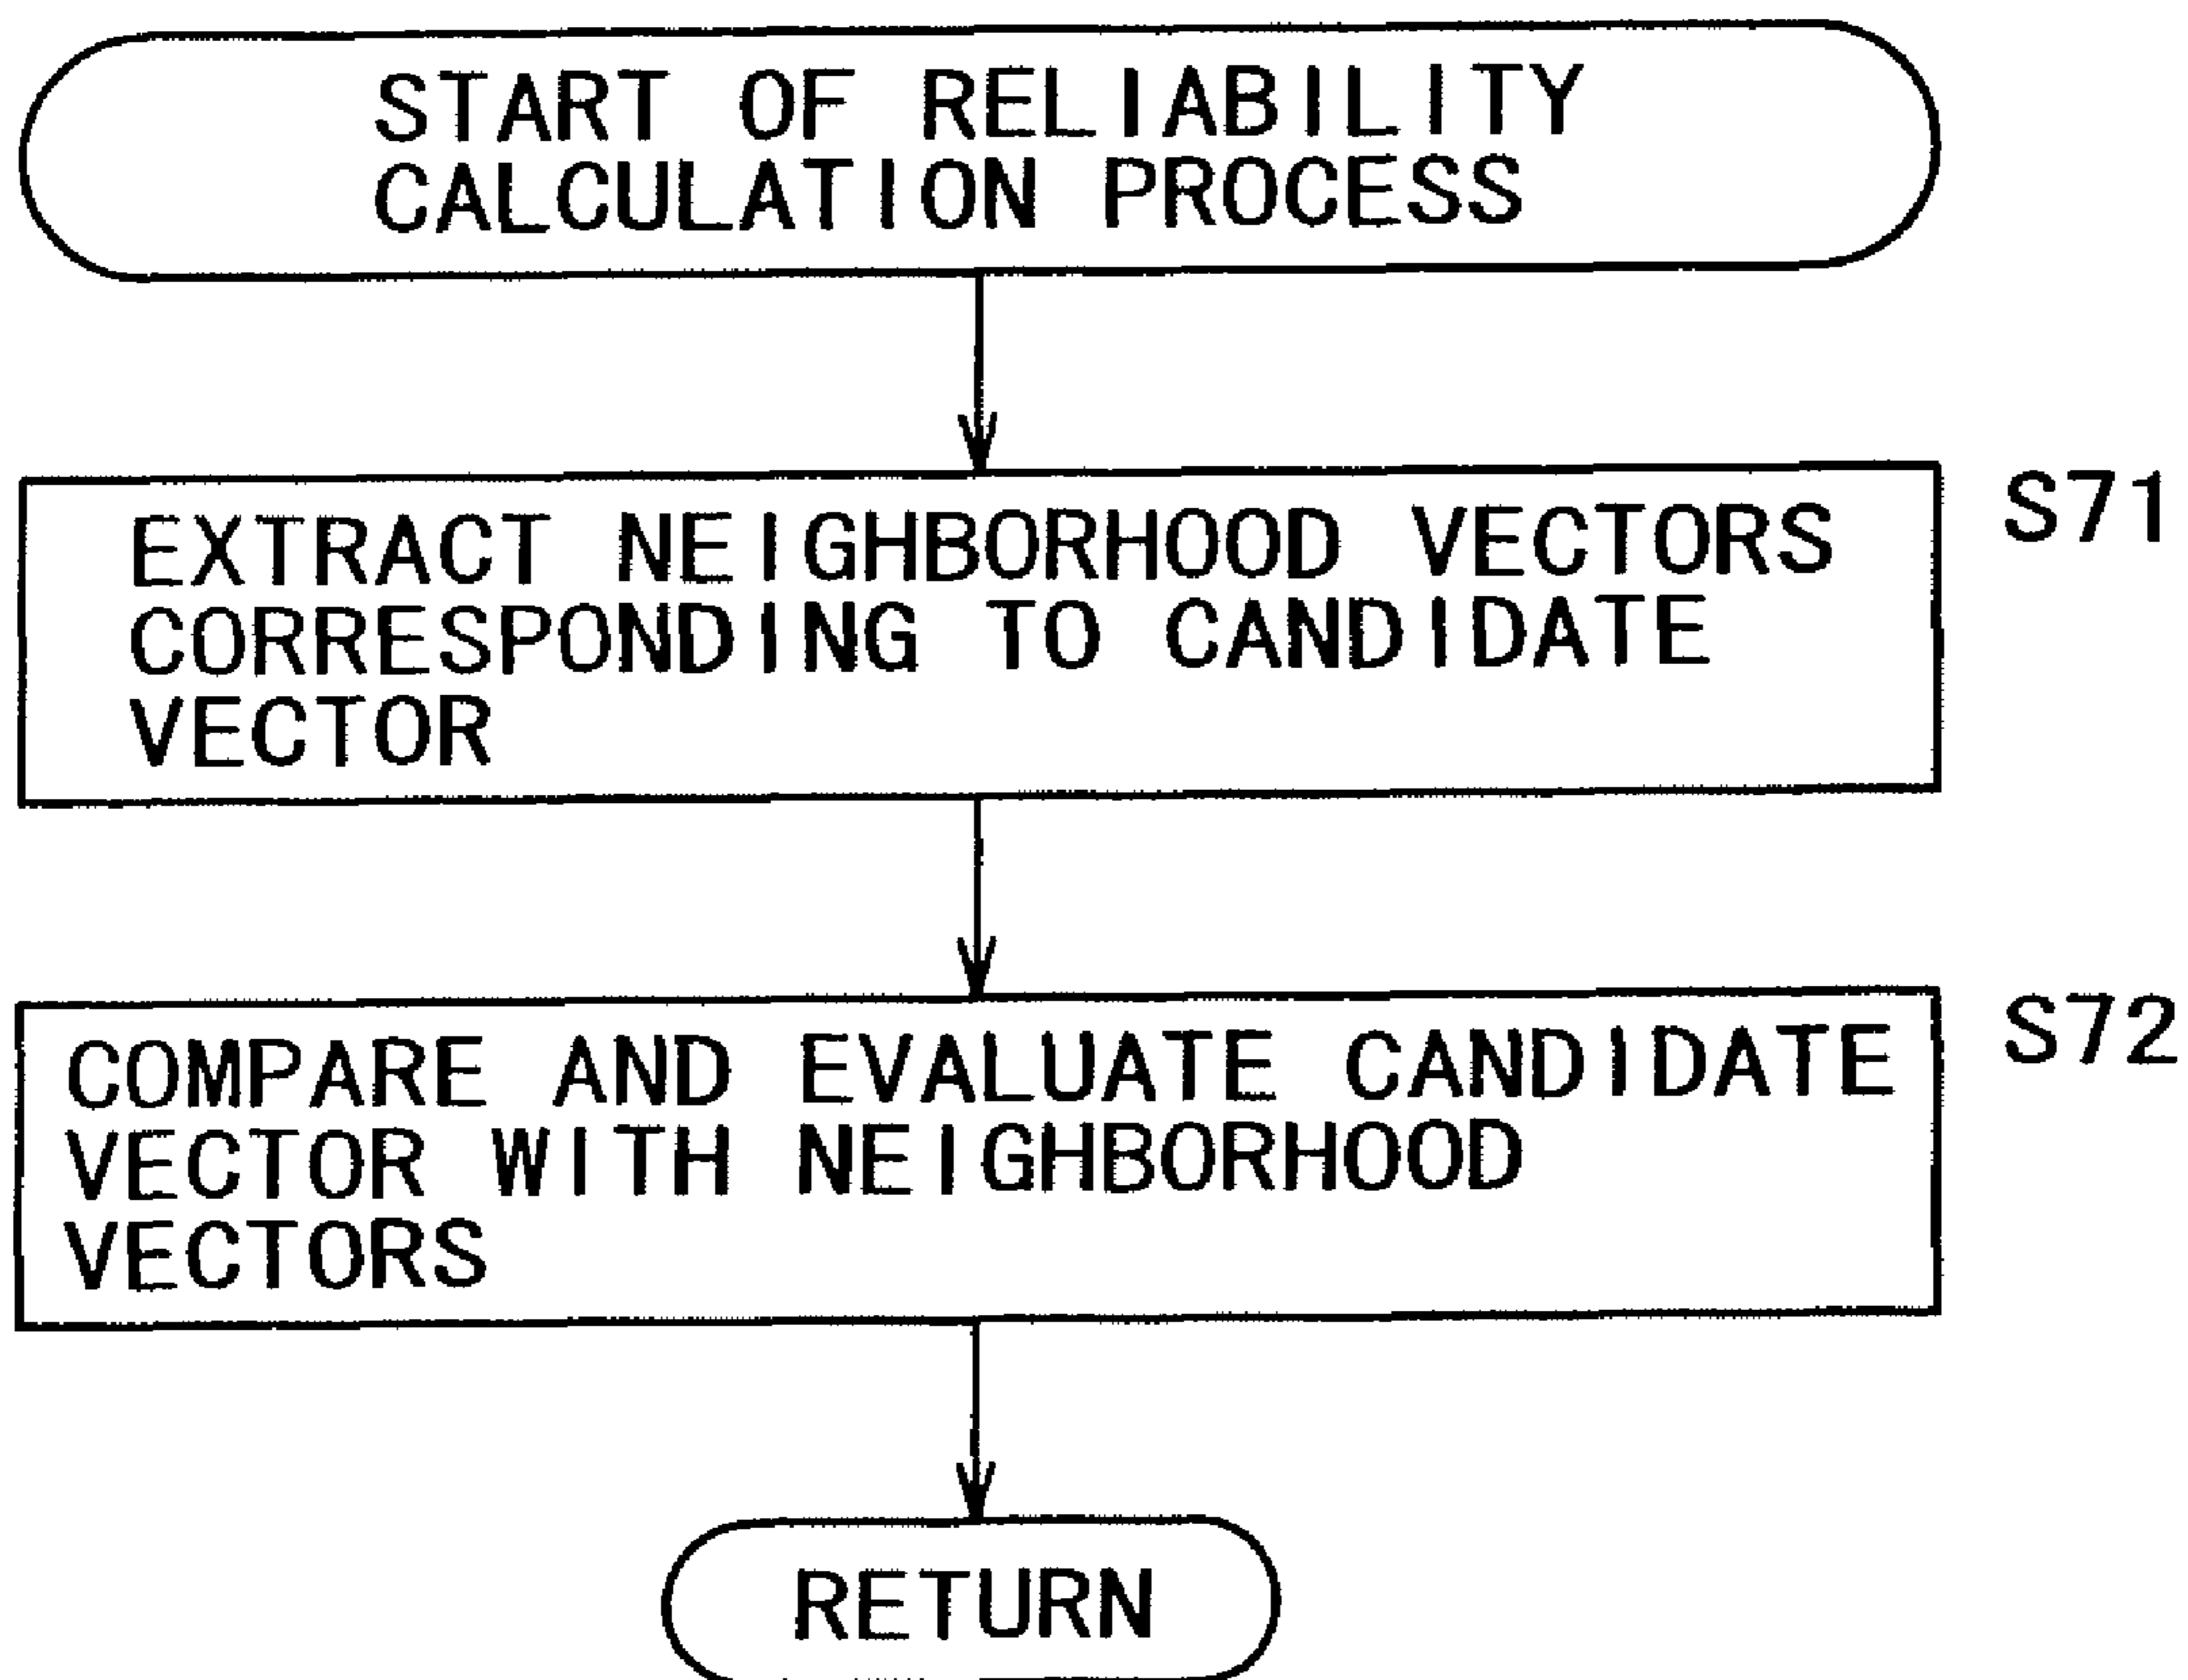 START OF RELIABILITY
CALCULATION PROCESS
EXTRACT NEIGHBORHOOD VECTORS
CORRESPONDING TO CANDIDATE
VECTOR
S71
COMPARE AND EVALUATE CANDIDATE
VECTOR WITH NEIGHBORHOOD
VECTORS
S72
RETURN